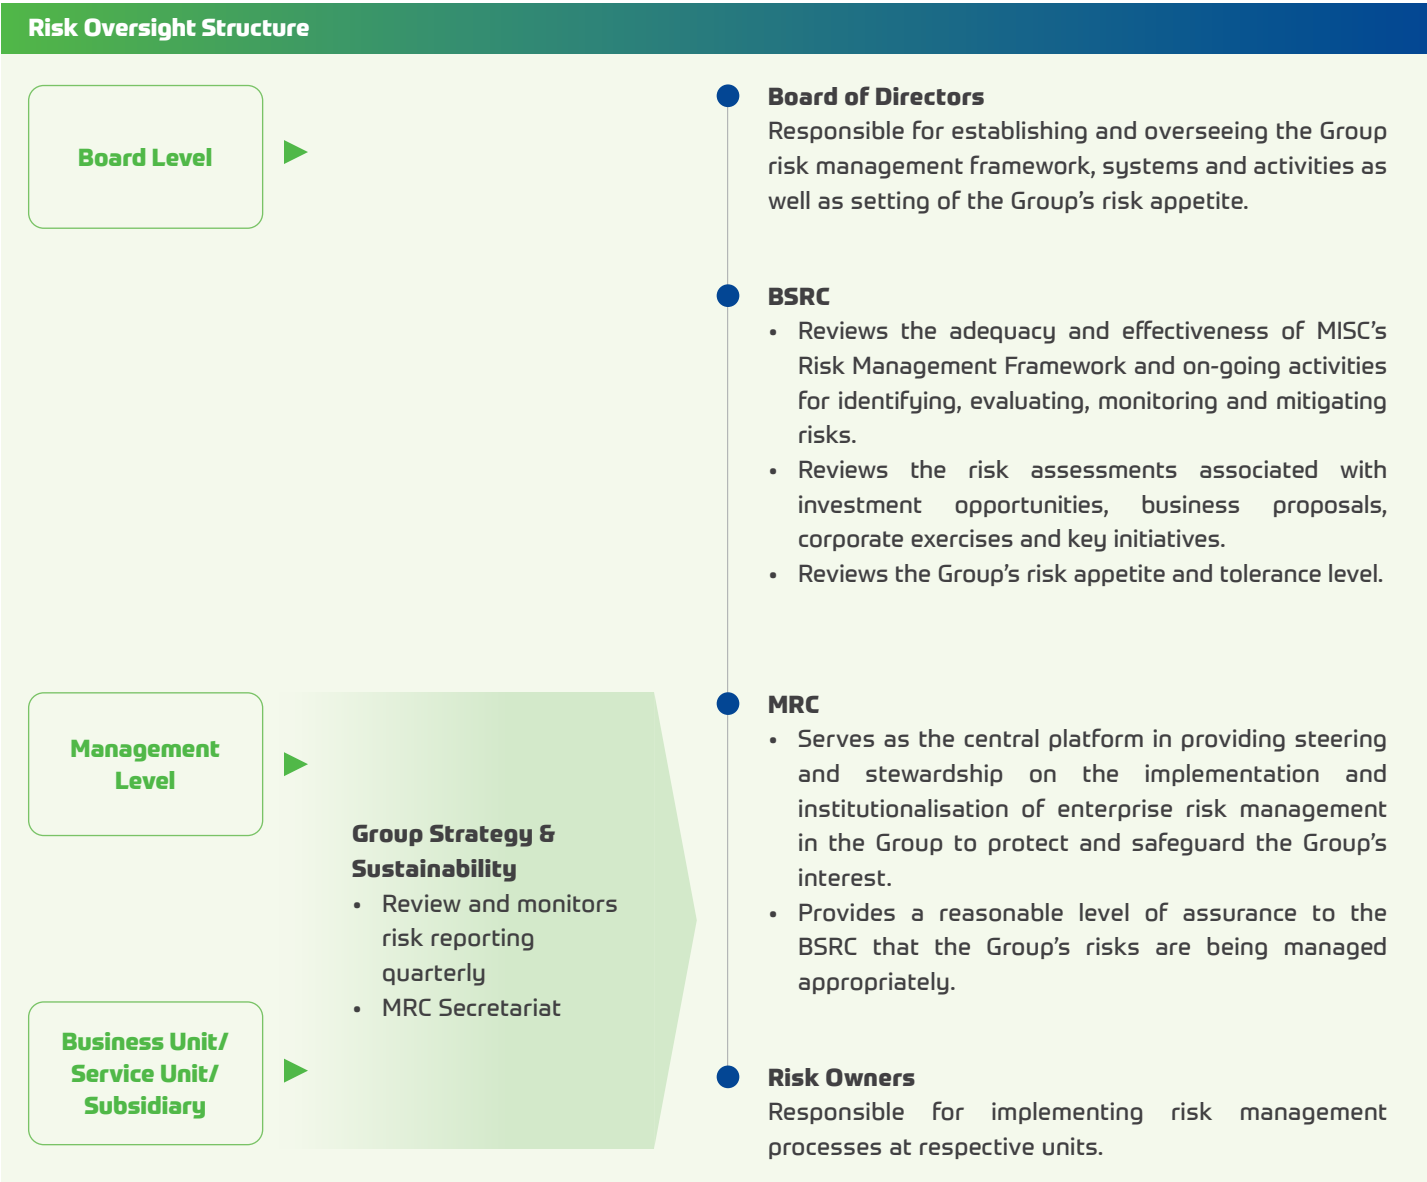 Risk Oversight Structure
Board Level
Board of Directors
Responsible for establishing and overseeing the Group
risk management framework, systems and activities as
well as setting of the Group's risk appetite.
BSRC
• Reviews the adequacy and effectiveness of MISC's
Risk Management Framework and on-going activities
for identifying, evaluating, monitoring and mitigating
risks.
• Reviews the risk assessments associated with
investment opportunities, business proposals,
corporate exercises and key initiatives.
• Reviews the Group's risk appetite and tolerance level.
Management
Level
Group Strategy &
Sustainability
• Review and monitors
risk reporting
quarterly
• MRC Secretariat
MRC
• Serves as the central platform in providing steering
and stewardship on the implementation and
institutionalisation of enterprise risk management
in the Group to protect and safeguard the Group's
interest.
• Provides a reasonable level of assurance to the
BSRC that the Group's risks are being managed
appropriately.
Business Unit/
Service Unit/
Subsidiary
Risk Owners
Responsible for implementing risk management
processes at respective units.